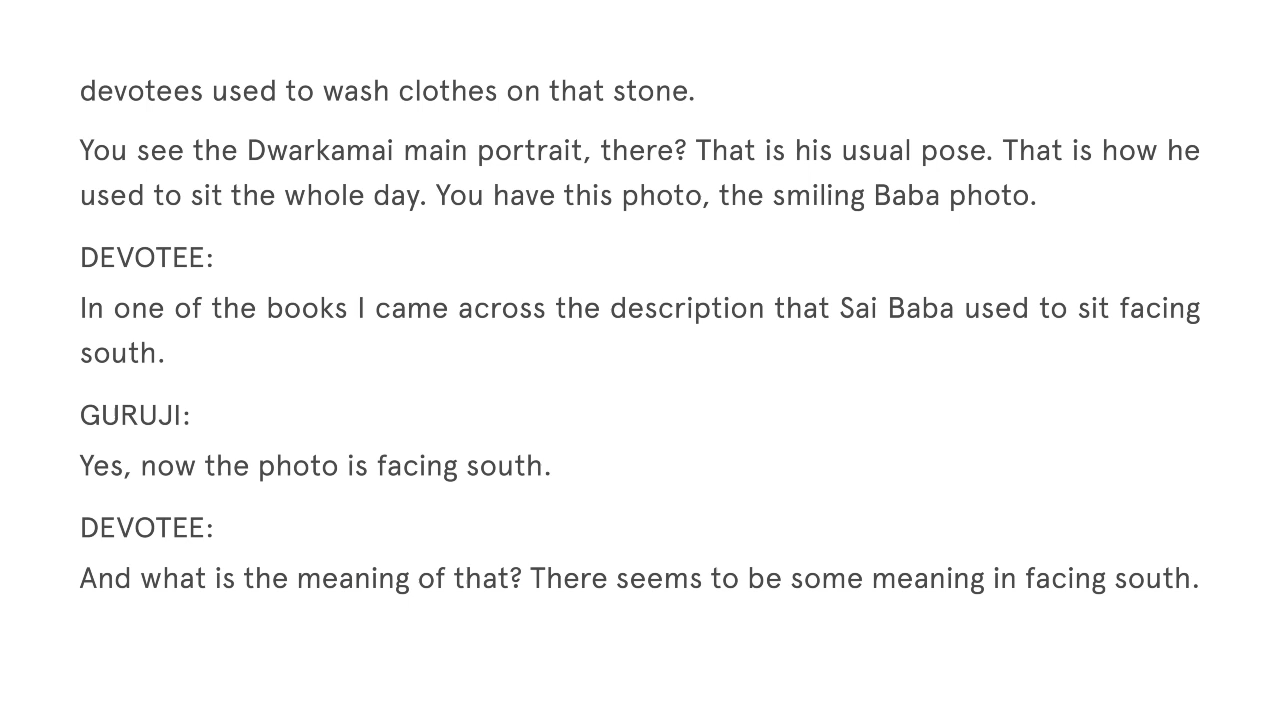 devotees used to wash clothes on that stone.
You see the Dwarkamai main portrait, there? That is his usual pose. That is how he
used to sit the whole day. You have this photo, the smiling Baba photo.
DEVOTEE:
In one of the books I came across the description that Sai Baba used to sit facing
south.
GURUJI:
Yes, now the photo is facing south.
DEVOTEE:
And what is the meaning of that? There seems to be some meaning in facing south.